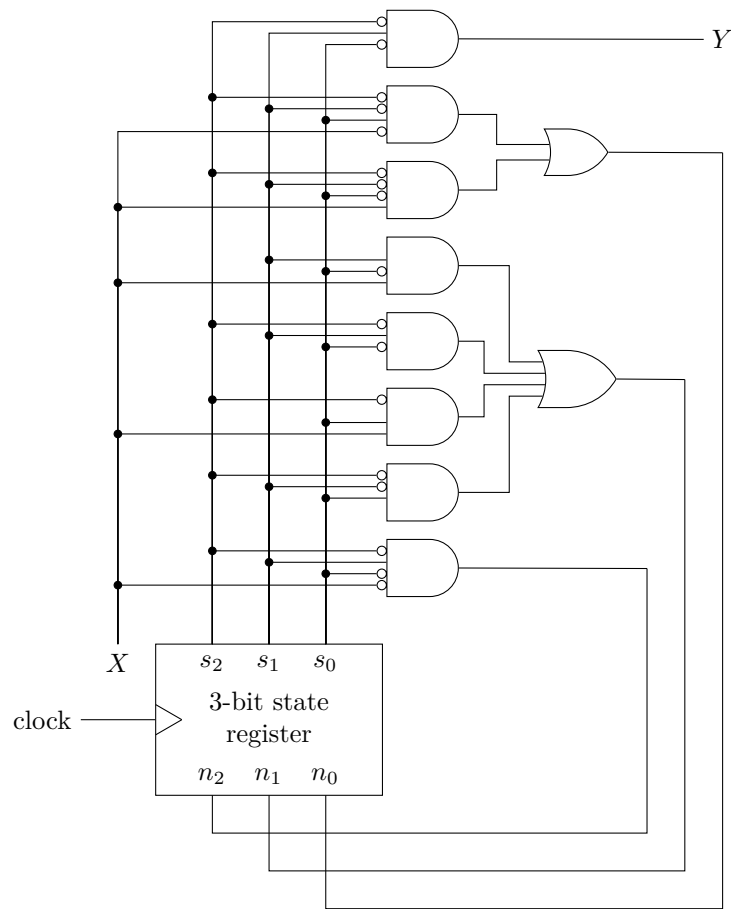 Y
X
s₂ s₁ s₀
3-bit state
register
clock
n₂ n₁ n₀